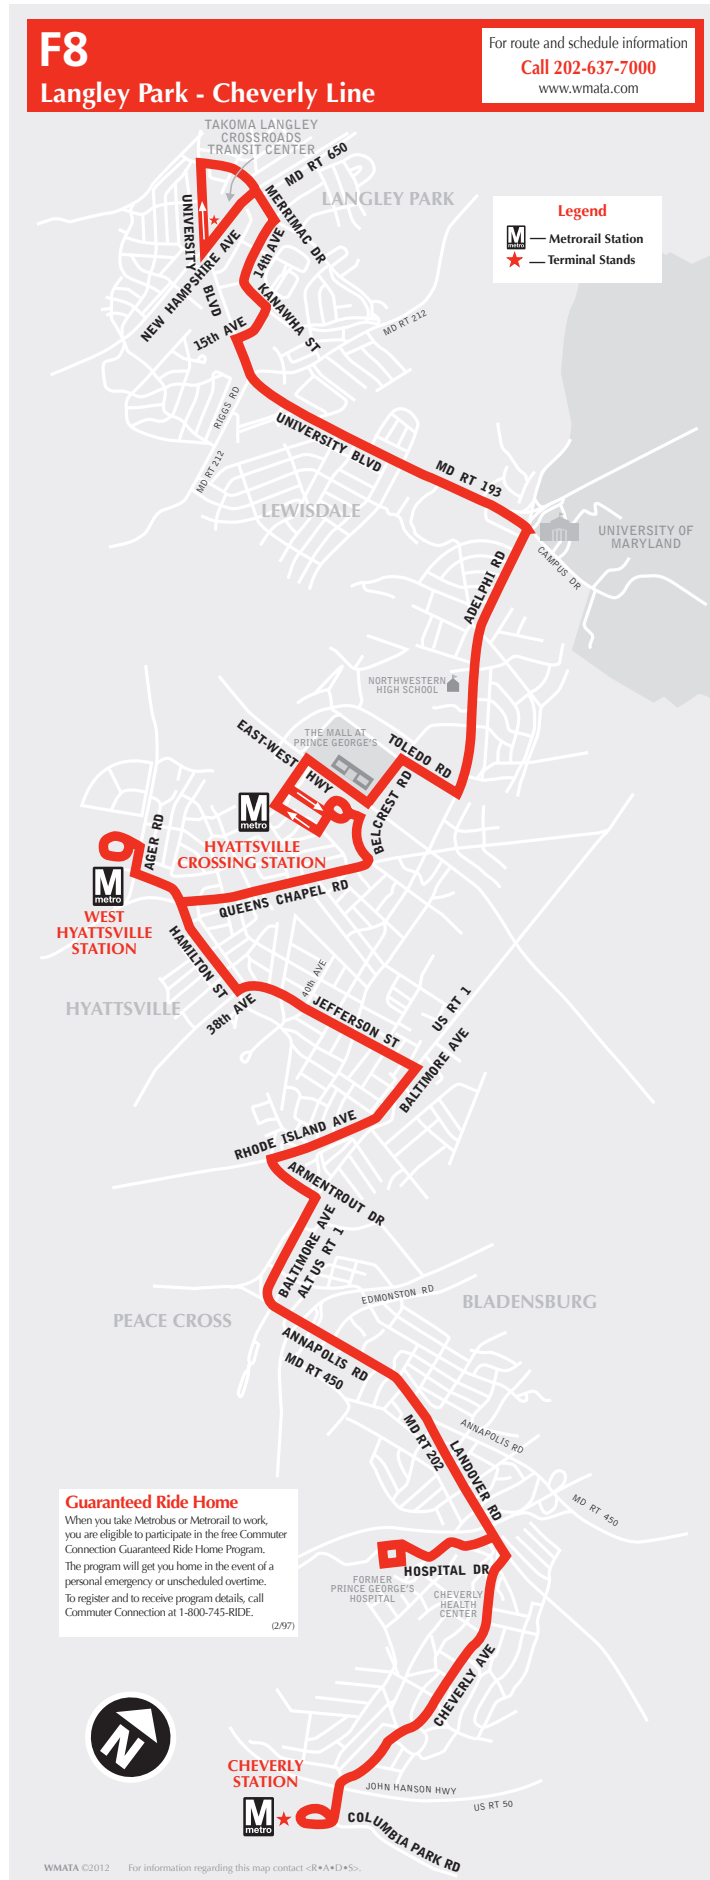 F8
Langley Park - Cheverly Line
For route and schedule information
Call 202-637-7000
www.wmata.com
TAKOMA LANGLEY
CROSSROADS
TRANSIT CENTER
MD RT 650
LANGLEY PARK
MERRIMAC DR
UNIVERSITY
BLVD
NEW HAMPSHIRE AVE
14th AVE
KANAWHA ST
15th AVE
MD RT 212
Legend
M
metro
Metrorail Station
Terminal Stands
RIGGS RD
MD RT 212
UNIVERSITY BLVD
MD RT 193
LEWISDALE
UNIVERSITY OF
MARYLAND
CAMPUS DR
ADELPHI RD
NORTHWESTERN
HIGH SCHOOL
EAST-WEST
HWY
THE MALL AT
PRINCE GEORGE'S
TOLEDO RD
BELCREST RD
M
metro
HYATTSVILLE
CROSSING STATION
AGER RD
M
metro
WEST
HYATTSVILLE
STATION
QUEENS CHAPEL RD
HAMILTON ST
HYATTSVILLE
38th AVE
40th AVE
JEFFERSON ST
US RT 1
BALTIMORE AVE
RHODE ISLAND AVE
ARMENTROUT DR
BALTIMORE AVE
ALT US RT 1
EDMONSTON RD
PEACE CROSS
BLADENSBURG
ANNAPOLIS RD
MD RT 450
MD RT 202
LANDOVER RD
ANNAPOLIS RD
MD RT 450
Guaranteed Ride Home
When you take Metrobus or Metrorail to work,
you are eligible to participate in the free Commuter
Connection Guaranteed Ride Home Program.
The program will get you home in the event of a
personal emergency or unscheduled overtime.
To register and to receive program details, call
Commuter Connection at 1-800-745-RIDE.
(2/97)
HOSPITAL DR
FORMER
PRINCE GEORGE'S
HOSPITAL
CHEVERLY
HEALTH
CENTER
CHEVERLY AVE
N
CHEVERLY
STATION
M
metro
JOHN HANSON HWY
US RT 50
COLUMBIA PARK RD
WMATA ©2012
For information regarding this map contact <R•A•D•S>.